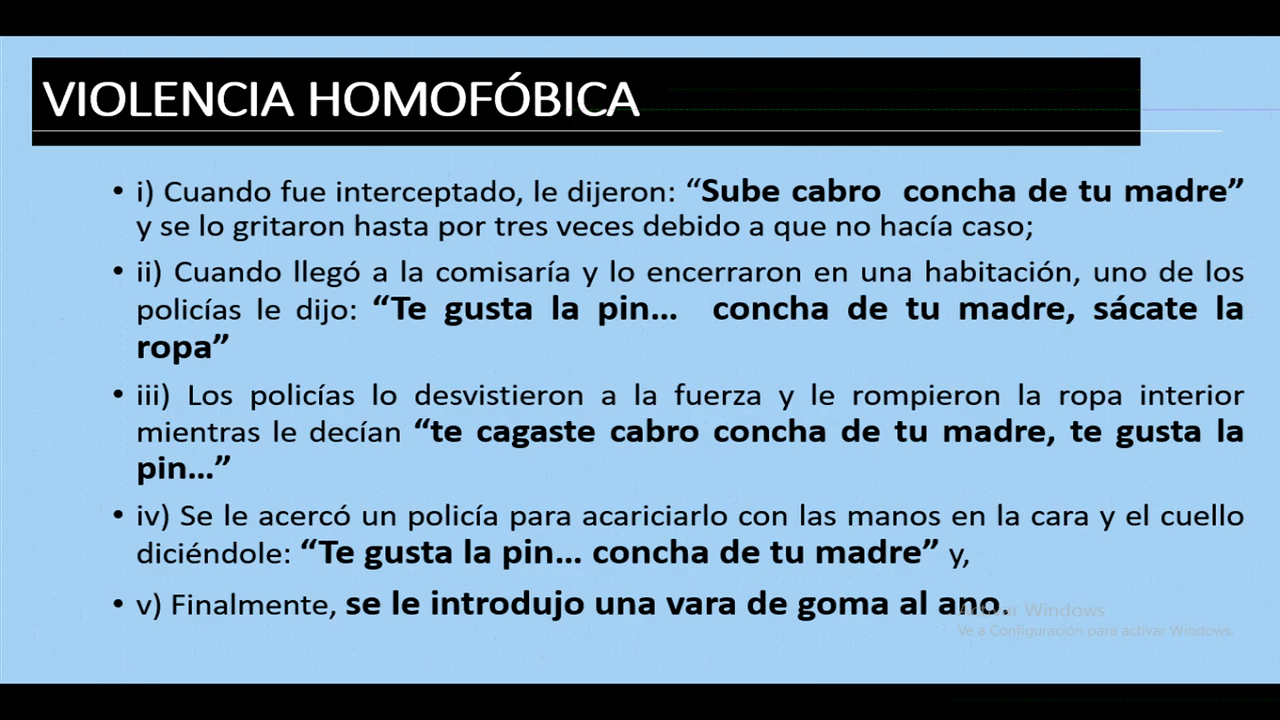 VIOLENCIA HOMOFÓBICA
• i) Cuando fue interceptado, le dijeron: “Sube cabro concha de tu madre”
y se lo gritaron hasta por tres veces debido a que no hacía caso;
• ii) Cuando llegó a la comisaría y lo encerraron en una habitación, uno de los
policías le dijo: “Te gusta la pin... concha de tu madre, sácate la
ropa”
• iii) Los policías lo desvistieron a la fuerza y le rompieron la ropa interior
mientras le decían “te cagaste cabro concha de tu madre, te gusta la
pin...”
• iv) Se le acercó un policía para acariciarlo con las manos en la cara y el cuello
diciéndole: “Te gusta la pin... concha de tu madre” y,
• v) Finalmente, se le introdujo una vara de goma al ano.
Activar Windows
Ve a Configuración para activar Windows.